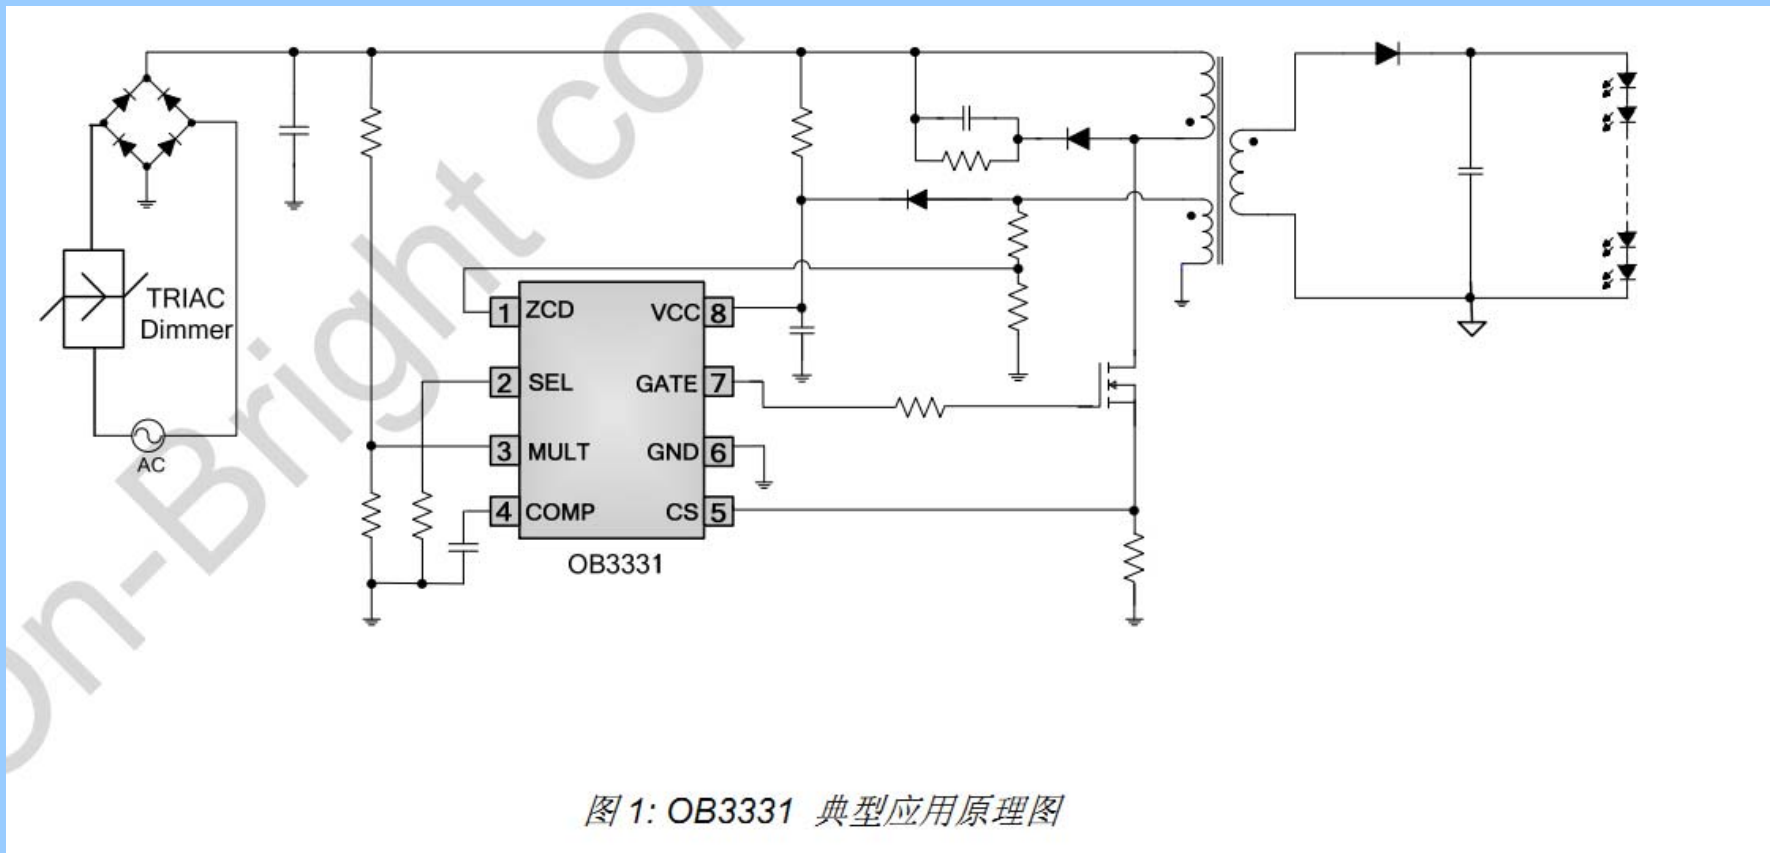 On-Bright con
TRIAC
Dimmer
AC
1 ZCD
VCC 8
2 SEL
GATE 7
3 MULT
GND 6
4 COMP
CS 5
OB3331
图 1: OB3331 典型应用原理图